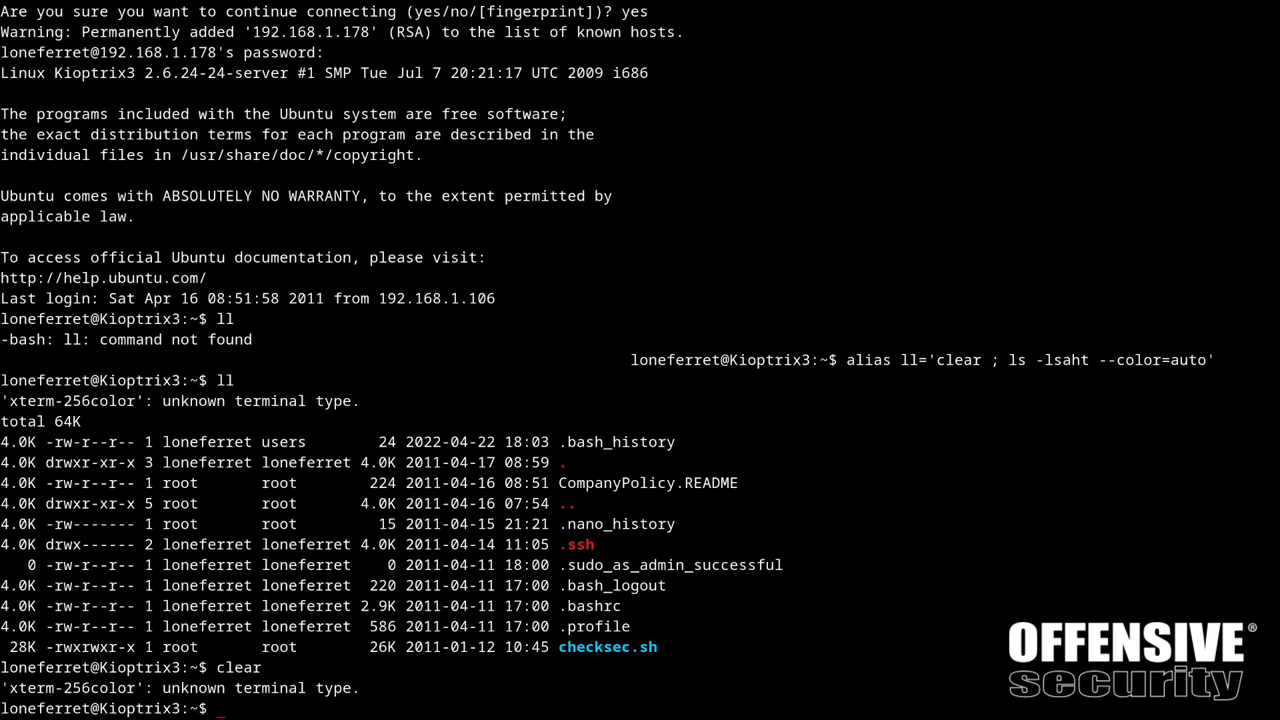 Are you sure you want to continue connecting (yes/no/[fingerprint])? yes
Warning: Permanently added '192.168.1.178' (RSA) to the list of known hosts.
loneferret@192.168.1.178's password:
Linux Kioptrix3 2.6.24-24-server #1 SMP Tue Jul 7 20:21:17 UTC 2009 i686

The programs included with the Ubuntu system are free software;
the exact distribution terms for each program are described in the
individual files in /usr/share/doc/*/copyright.

Ubuntu comes with ABSOLUTELY NO WARRANTY, to the extent permitted by
applicable law.

To access official Ubuntu documentation, please visit:
http://help.ubuntu.com/
Last login: Sat Apr 16 08:51:58 2011 from 192.168.1.106
loneferret@Kioptrix3:~$ ll
-bash: ll: command not found
loneferret@Kioptrix3:~$ alias ll='clear ; ls -lsaht --color=auto'
loneferret@Kioptrix3:~$ ll
'xterm-256color': unknown terminal type.
total 64K
4.0K -rw-r--r-- 1 loneferret users        24 2022-04-22 18:03 .bash_history
4.0K drwxr-xr-x 3 loneferret loneferret 4.0K 2011-04-17 08:59 .
4.0K -rw-r--r-- 1 root       root        224 2011-04-16 08:51 CompanyPolicy.README
4.0K drwxr-xr-x 5 root       root       4.0K 2011-04-16 07:54 ..
4.0K -rw------- 1 root       root         15 2011-04-15 21:21 .nano_history
4.0K drwx------ 2 loneferret loneferret 4.0K 2011-04-14 11:05 .ssh
   0 -rw-r--r-- 1 loneferret loneferret    0 2011-04-11 18:00 .sudo_as_admin_successful
4.0K -rw-r--r-- 1 loneferret loneferret  220 2011-04-11 17:00 .bash_logout
4.0K -rw-r--r-- 1 loneferret loneferret 2.9K 2011-04-11 17:00 .bashrc
4.0K -rw-r--r-- 1 loneferret loneferret  586 2011-04-11 17:00 .profile
 28K -rwxrwxr-x 1 root       root        26K 2011-01-12 10:45 checksec.sh
loneferret@Kioptrix3:~$ clear
'xterm-256color': unknown terminal type.
loneferret@Kioptrix3:~$ _
OFFENSIVE®
security